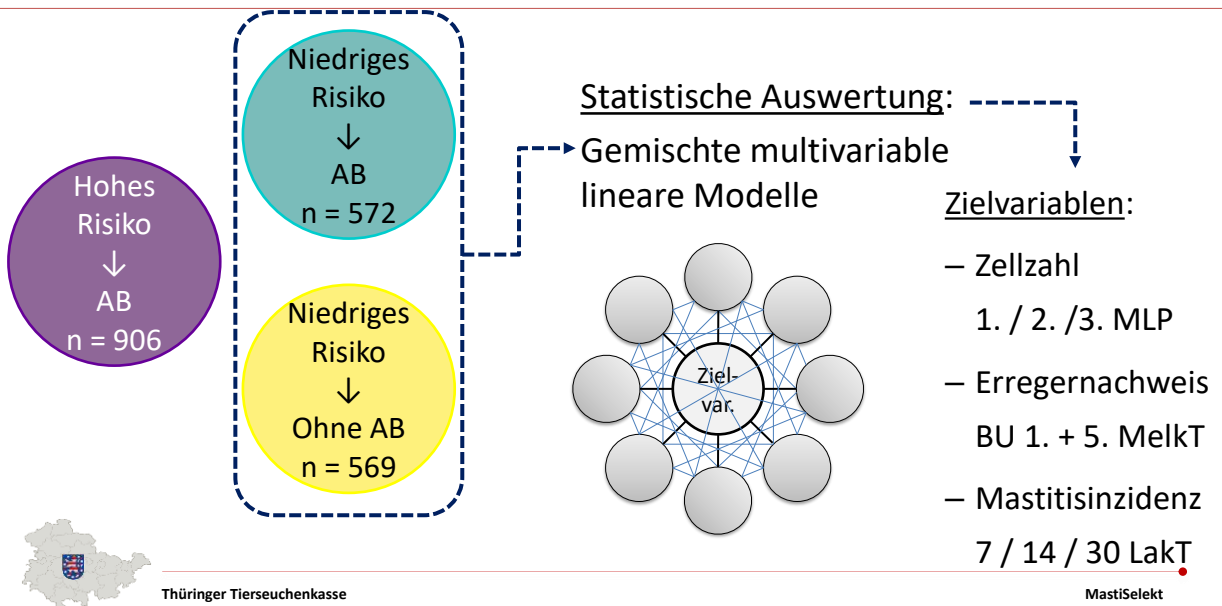 Hohes
Risiko
↓
AB
n = 906
Niedriges
Risiko
↓
AB
n = 572
Niedriges
Risiko
↓
Ohne AB
n = 569
Statistische Auswertung:
Gemischte multivariable
lineare Modelle
Ziel-
var.
Zielvariablen:
– Zellzahl
1. / 2. /3. MLP
– Erregernachweis
BU 1. + 5. MelkT
– Mastitisinzidenz
7 / 14 / 30 LakT
Thüringer Tierseuchenkasse
MastiSelekt